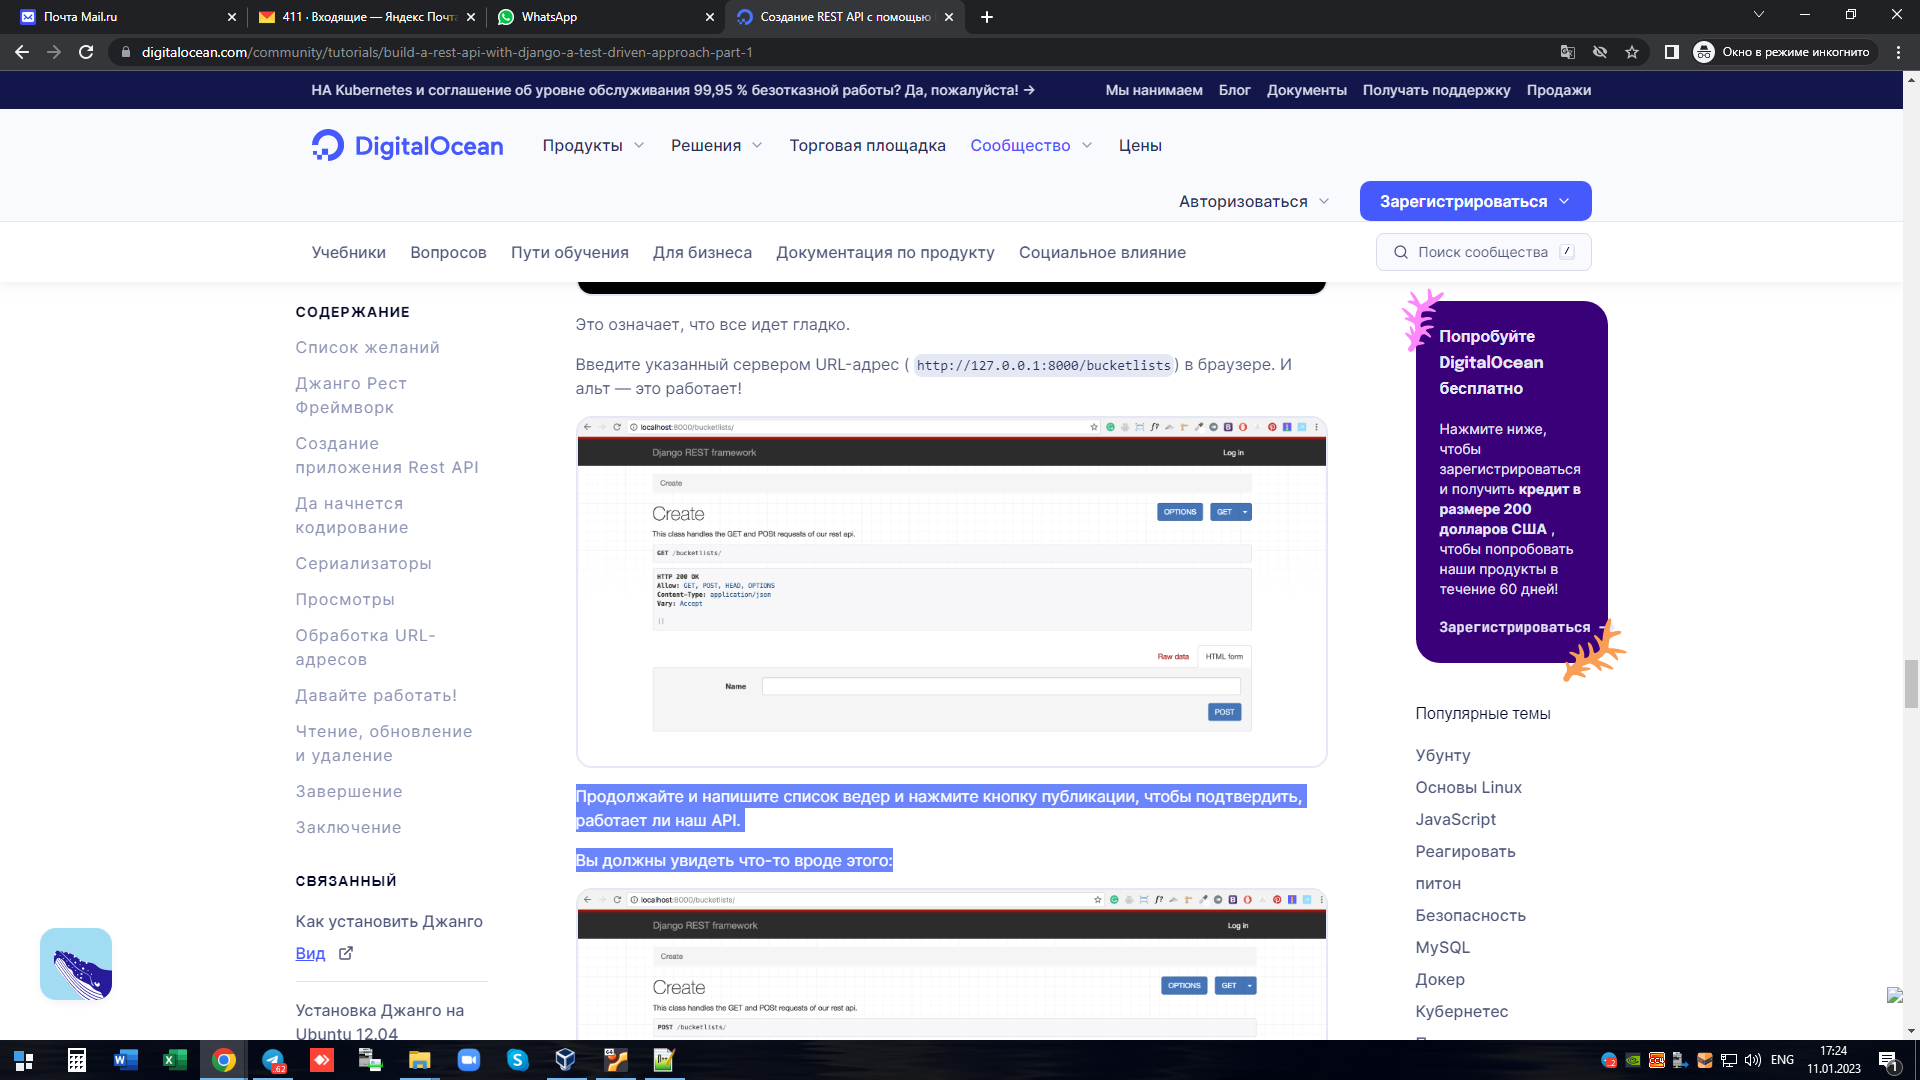 Почта Mail.ru
411 · Входящие — Яндекс Почта
WhatsApp
Создание REST API с помощью
digitalocean.com/community/tutorials/build-a-rest-api-with-django-a-test-driven-approach-part-1
Окно в режиме инкогнито
НА Kubernetes и соглашение об уровне обслуживания 99,95 % безотказной работы? Да, пожалуйста! →
Мы нанимаем Блог Документы Получать поддержку Продажи
DigitalOcean
Продукты Решения Торговая площадка Сообщество Цены
Авторизоваться Зарегистрироваться
Учебники Вопросов Пути обучения Для бизнеса Документация по продукту Социальное влияние
Поиск сообщества /
СОДЕРЖАНИЕ
Список желаний
Джанго Рест
Фреймворк
Создание
приложения Rest API
Да начнется
кодирование
Сериализаторы
Просмотры
Обработка URL-
адресов
Давайте работать!
Чтение, обновление
и удаление
Завершение
Заключение
СВЯЗАННЫЙ
Как установить Джанго
Вид
Установка Джанго на
Ubuntu 12.04
Это означает, что все идет гладко.
Введите указанный сервером URL-адрес ( http://127.0.0.1:8000/bucketlists) в браузере. И
альт — это работает!
localhost:8000/bucketlists/
Django REST framework
Log in
Create
Create
OPTIONS GET
This class handles the GET and POSt requests of our rest api.
GET /bucketlists/
HTTP 200 OK
Allow: GET, POST, HEAD, OPTIONS
Content-Type: application/json
Vary: Accept
[]
Raw data HTML form
Name
POST
Продолжайте и напишите список ведер и нажмите кнопку публикации, чтобы подтвердить,
работает ли наш API.
Вы должны увидеть что-то вроде этого:
localhost:8000/bucketlists/
Django REST framework
Log in
Create
Create
OPTIONS GET
This class handles the GET and POSt requests of our rest api.
POST /bucketlists/
Попробуйте
DigitalOcean
бесплатно
Нажмите ниже,
чтобы
зарегистрироваться
и получить кредит в
размере 200
долларов США ,
чтобы попробовать
наши продукты в
течение 60 дней!
Зарегистрироваться →
Популярные темы
Убунту
Основы Linux
JavaScript
Реагировать
питон
Безопасность
MySQL
Докер
Кубернетес
ENG
17:24
11.01.2023